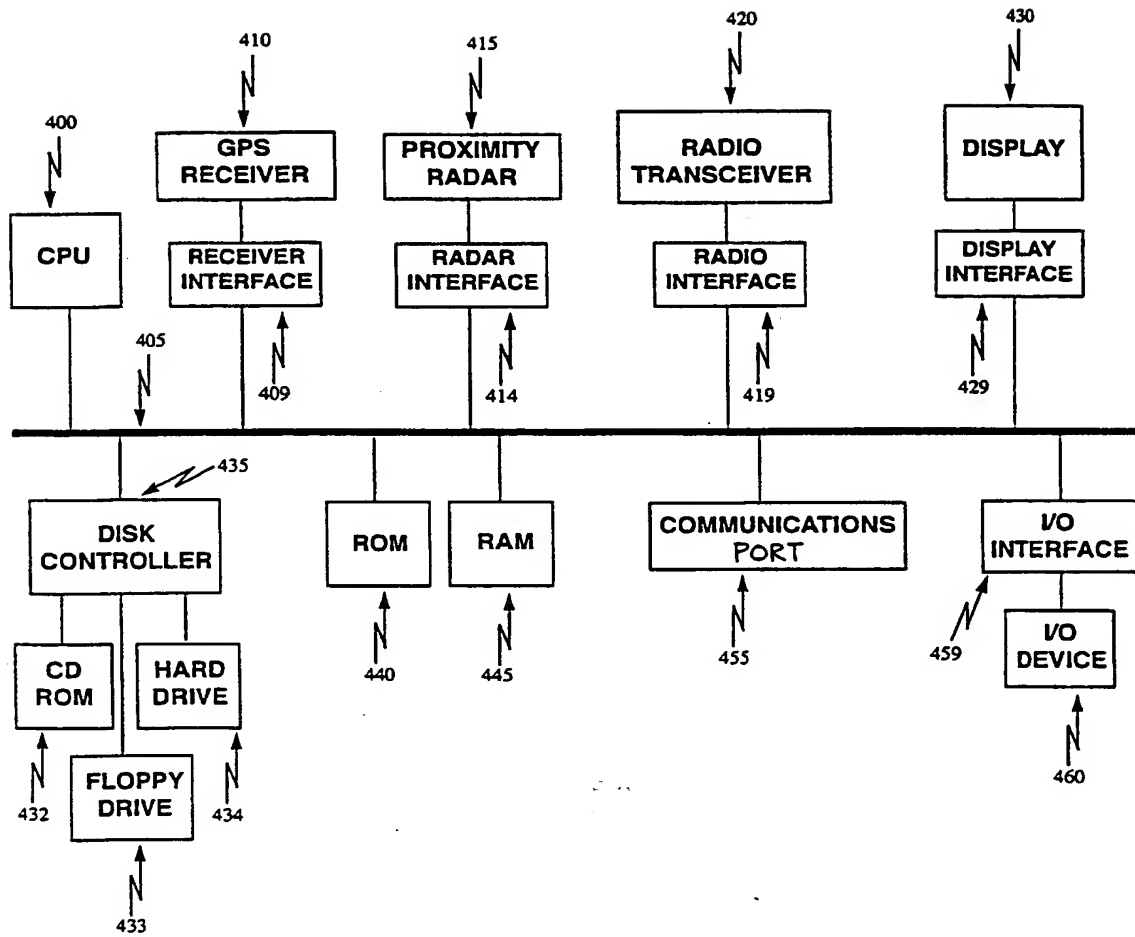 410
415
420
430
400
GPS
RECEIVER
PROXIMITY
RADAR
RADIO
TRANSCEIVER
DISPLAY
CPU
RECEIVER
INTERFACE
RADAR
INTERFACE
RADIO
INTERFACE
DISPLAY
INTERFACE
405
409
414
419
429
435
DISK
CONTROLLER
ROM
RAM
COMMUNICATIONS
PORT
I/O
INTERFACE
CD
ROM
HARD
DRIVE
440
445
455
459
I/O
DEVICE
432
FLOPPY
DRIVE
434
460
433